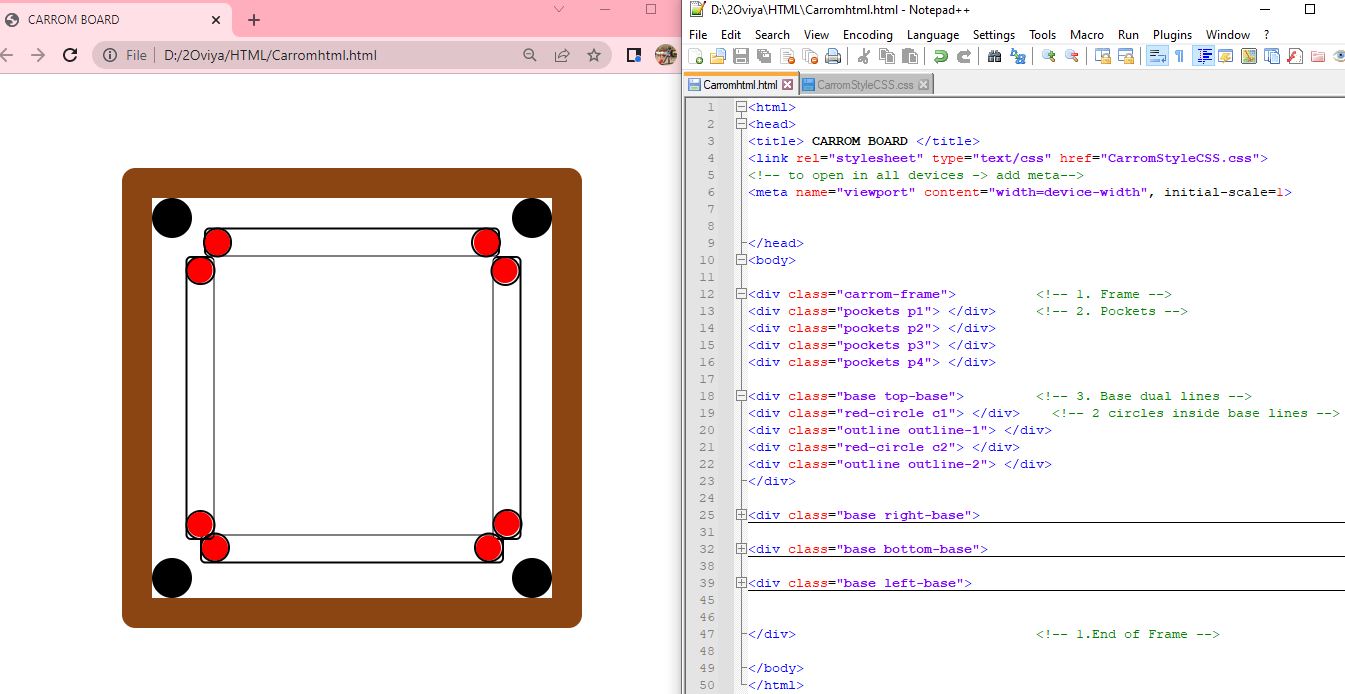 CARROM BOARD
File D:/2Oviya/HTML/Carromhtml.html
D:\2Oviya\HTML\Carromhtml.html - Notepad++
File Edit Search View Encoding Language Settings Tools Macro Run Plugins Window ?
Carromhtml.html CarromStyleCSS.css
1 <html>
2 <head>
3 <title> CARROM BOARD </title>
4 <link rel="stylesheet" type="text/css" href="CarromStyleCSS.css">
5 <!-- to open in all devices -> add meta-->
6 <meta name="viewport" content="width=device-width", initial-scale=1>
7
8
9 </head>
10 <body>
11
12 <div class="carrom-frame"> <!-- 1. Frame -->
13 <div class="pockets p1"> </div> <!-- 2. Pockets -->
14 <div class="pockets p2"> </div>
15 <div class="pockets p3"> </div>
16 <div class="pockets p4"> </div>
17
18 <div class="base top-base"> <!-- 3. Base dual lines -->
19 <div class="red-circle c1"> </div> <!-- 2 circles inside base lines -->
20 <div class="outline outline-1"> </div>
21 <div class="red-circle c2"> </div>
22 <div class="outline outline-2"> </div>
23 </div>
24
25 <div class="base right-base">
31
32 <div class="base bottom-base">
38
39 <div class="base left-base">
45
46
47 </div> <!-- 1.End of Frame -->
48
49 </body>
50 </html>